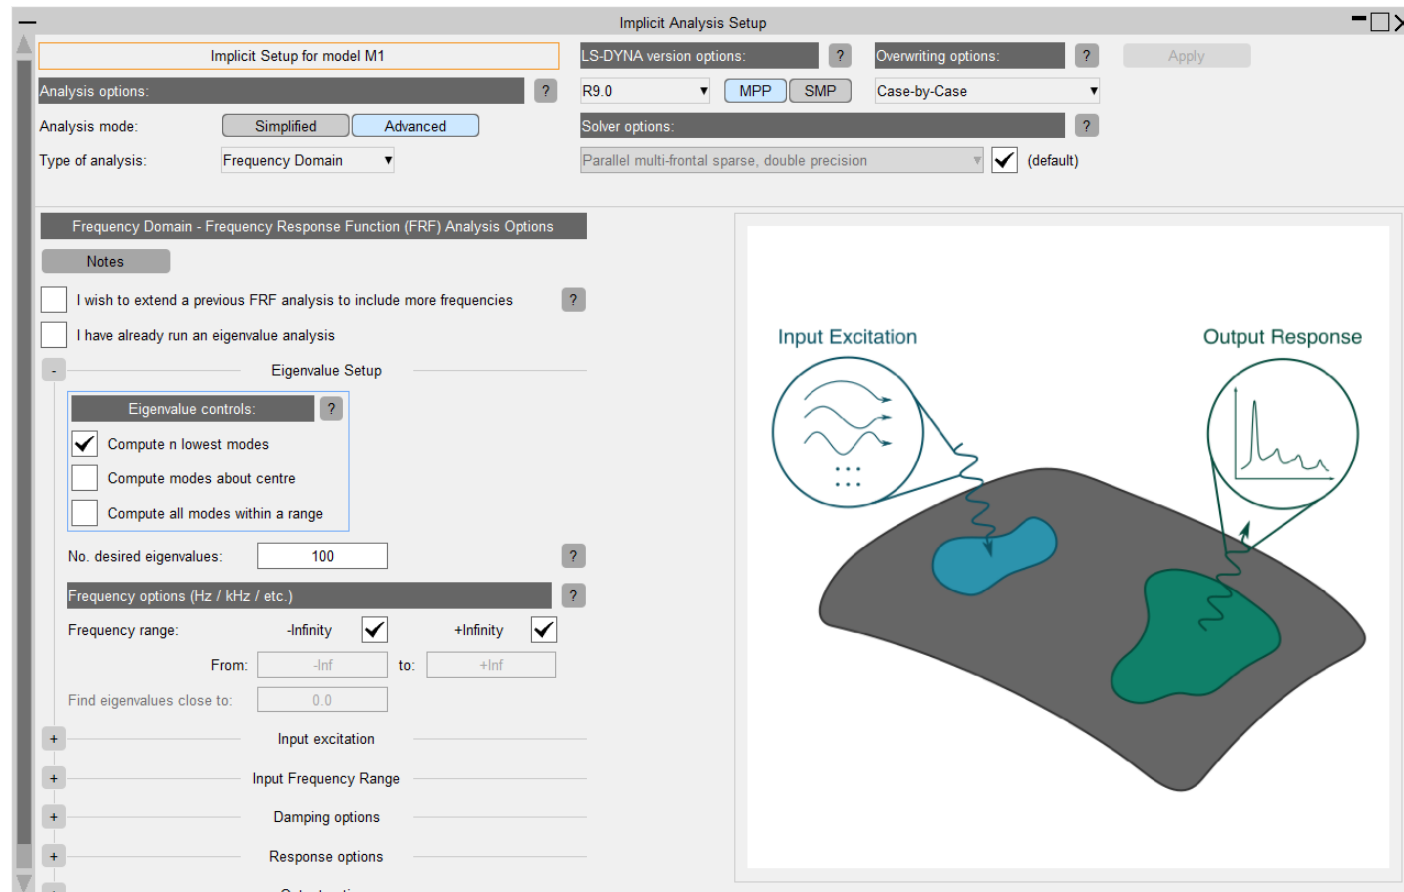 Implicit Analysis Setup
Implicit Setup for model M1
LS-DYNA version options:
?
Overwriting options:
?
Apply
Analysis options:
?
R9.0
MPP
SMP
Case-by-Case
Analysis mode:
Simplified
Advanced
Solver options:
?
Type of analysis:
Frequency Domain
Parallel multi-frontal sparse, double precision
(default)
Frequency Domain - Frequency Response Function (FRF) Analysis Options
Notes
I wish to extend a previous FRF analysis to include more frequencies
?
I have already run an eigenvalue analysis
-
Eigenvalue Setup
Eigenvalue controls:
?
Compute n lowest modes
Compute modes about centre
Compute all modes within a range
No. desired eigenvalues:
100
?
Frequency options (Hz / kHz / etc.)
?
Frequency range:
-Infinity
+Infinity
From:
-Inf
to:
+Inf
Find eigenvalues close to:
0.0
+
Input excitation
+
Input Frequency Range
+
Damping options
+
Response options
Input Excitation
Output Response